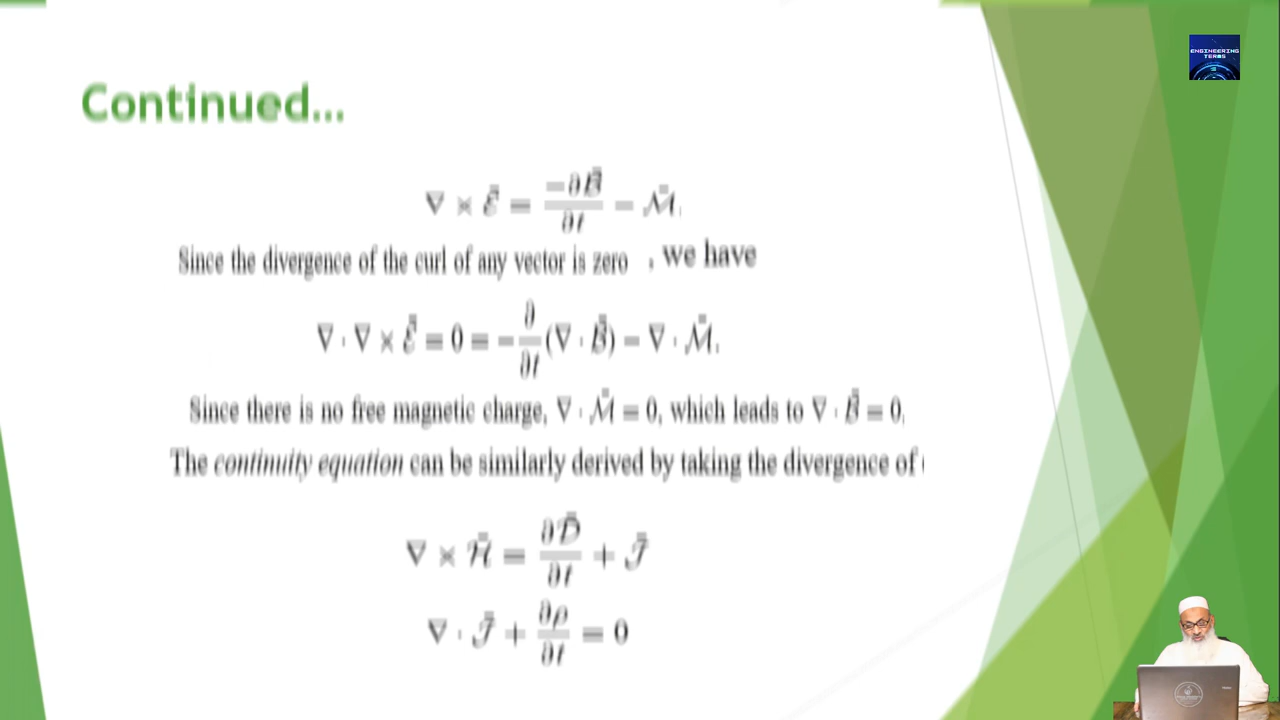 ENGINEERING
TERMS
Continued...
∇ × Ē = −∂B̄/∂t − M̄,
Since the divergence of the curl of any vector is zero , we have
∇ · ∇ × Ē = 0 = −∂/∂t (∇ · B̄) − ∇ · M̄.
Since there is no free magnetic charge, ∇ · M̄ = 0, which leads to ∇ · B̄ = 0,
The continuity equation can be similarly derived by taking the divergence of
∇ × H̄ = ∂D̄/∂t + J̄
∇ · J̄ + ∂ρ/∂t = 0